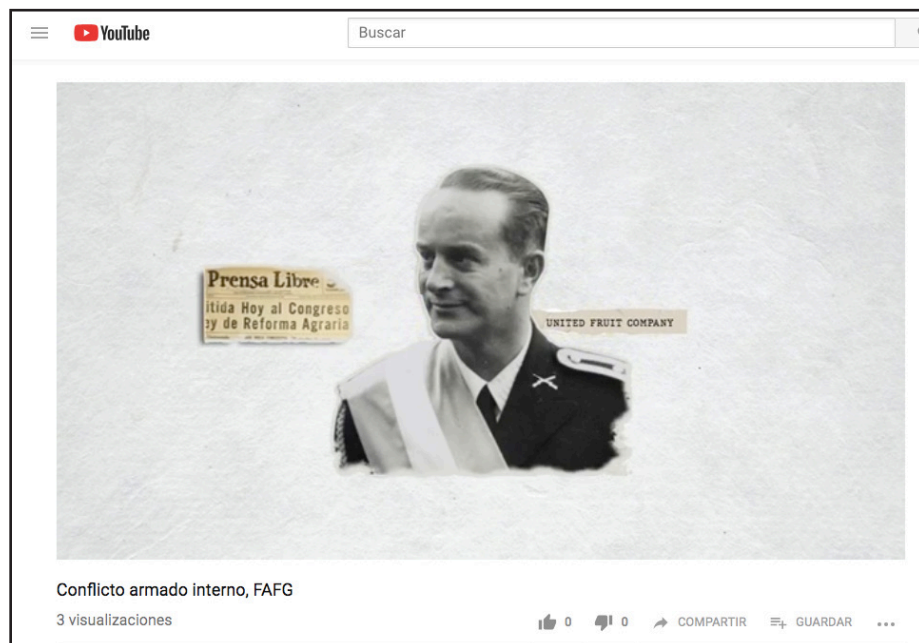 YouTube
Buscar
Prensa Libre
itida Hoy al Congreso
ey de Reforma Agraria
UNITED FRUIT COMPANY
Conflicto armado interno, FAFG
3 visualizaciones
0 0 COMPARTIR GUARDAR